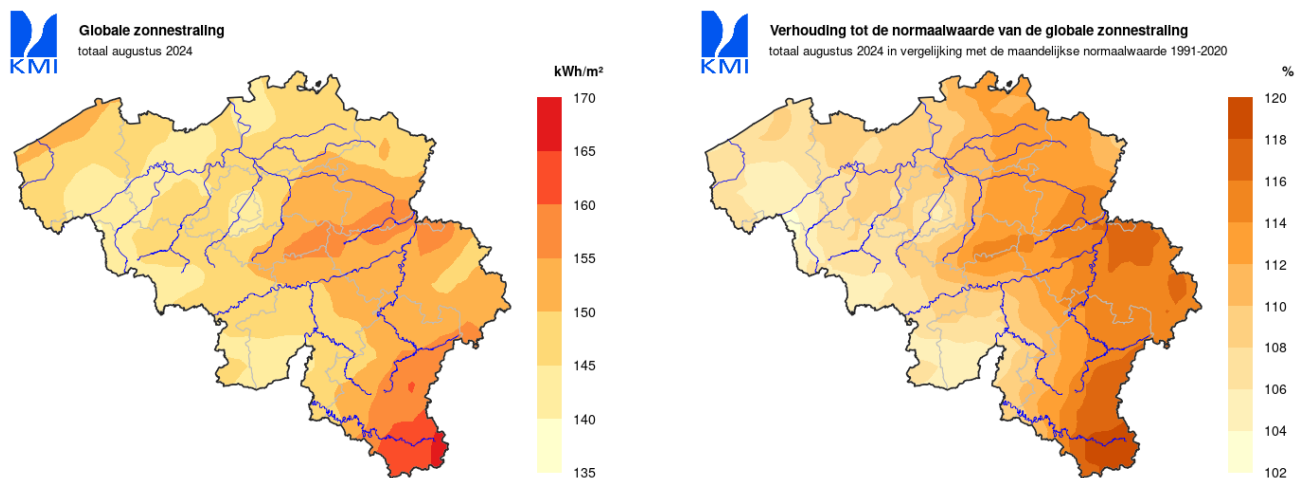 KMI
Globale zonnestraling
totaal augustus 2024
kWh/m²
170
165
160
155
150
145
140
135
KMI
Verhouding tot de normaalwaarde van de globale zonnestraling
totaal augustus 2024 in vergelijking met de maandelijkse normaalwaarde 1991-2020
%
120
118
116
114
112
110
108
106
104
102